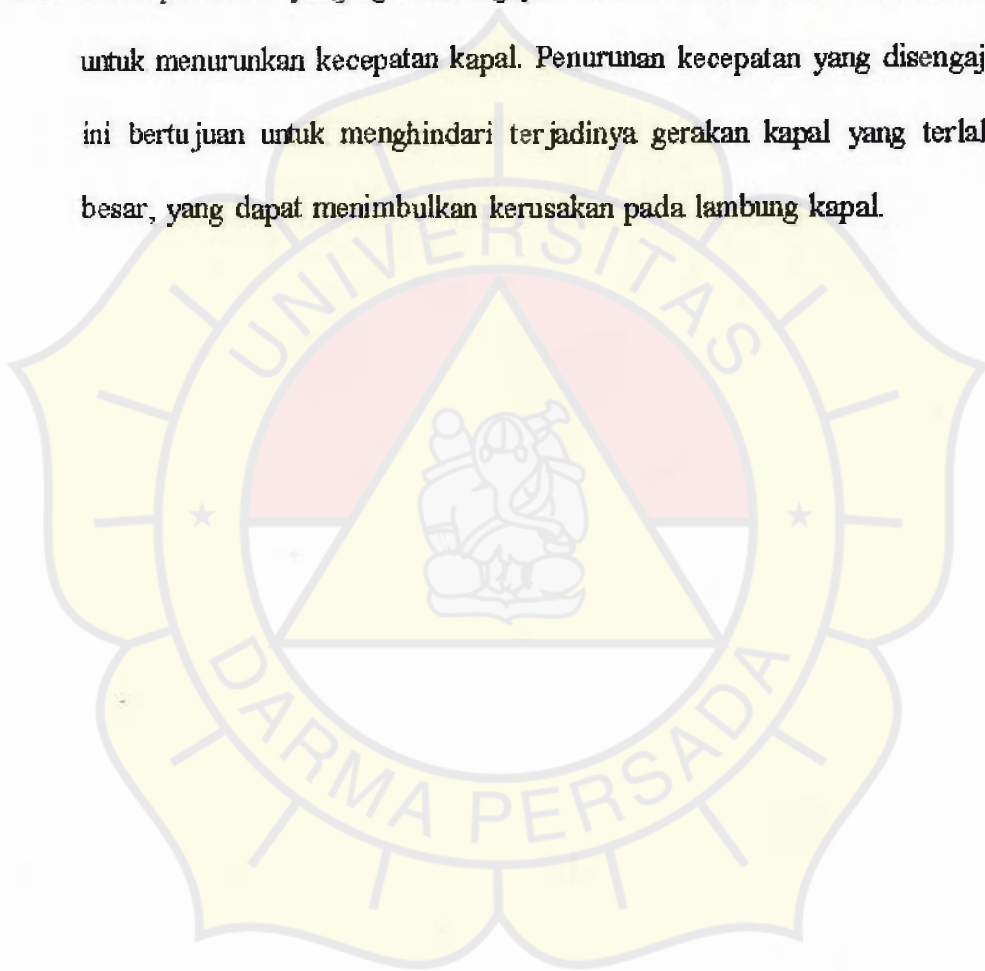 untuk menurunkan kecepatan kapal. Penurunan kecepatan yang disengaj
ini bertujuan untuk menghindari terjadinya gerakan kapal yang terlal
besar, yang dapat menimbulkan kerusakan pada lambung kapal.
UNIVERSITAS
DARMA PERSADA